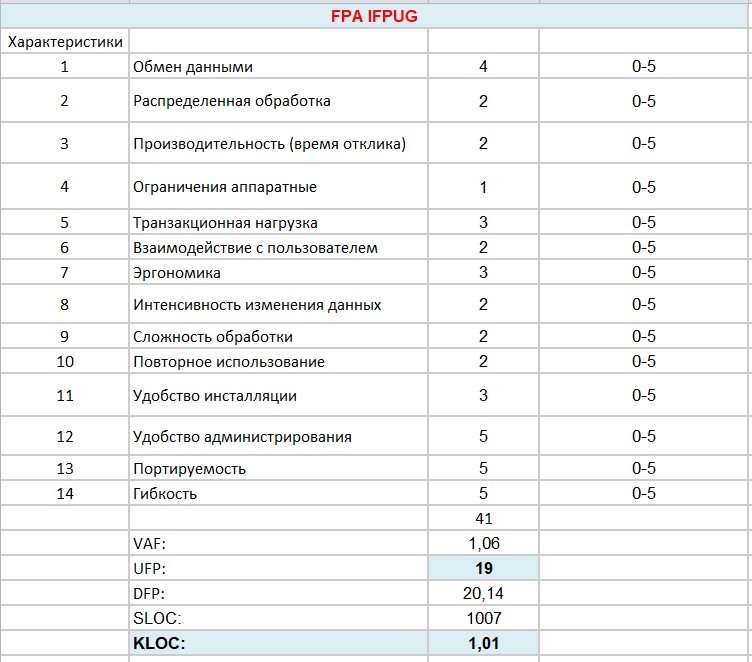 FPA IFPUG
Характеристики
1 Обмен данными 4 0-5
2 Распределенная обработка 2 0-5
3 Производительность (время отклика) 2 0-5
4 Ограничения аппаратные 1 0-5
5 Транзакционная нагрузка 3 0-5
6 Взаимодействие с пользователем 2 0-5
7 Эргономика 3 0-5
8 Интенсивность изменения данных 2 0-5
9 Сложность обработки 2 0-5
10 Повторное использование 2 0-5
11 Удобство инсталляции 3 0-5
12 Удобство администрирования 5 0-5
13 Портируемость 5 0-5
14 Гибкость 5 0-5
41
VAF: 1,06
UFP: 19
DFP: 20,14
SLOC: 1007
KLOC: 1,01